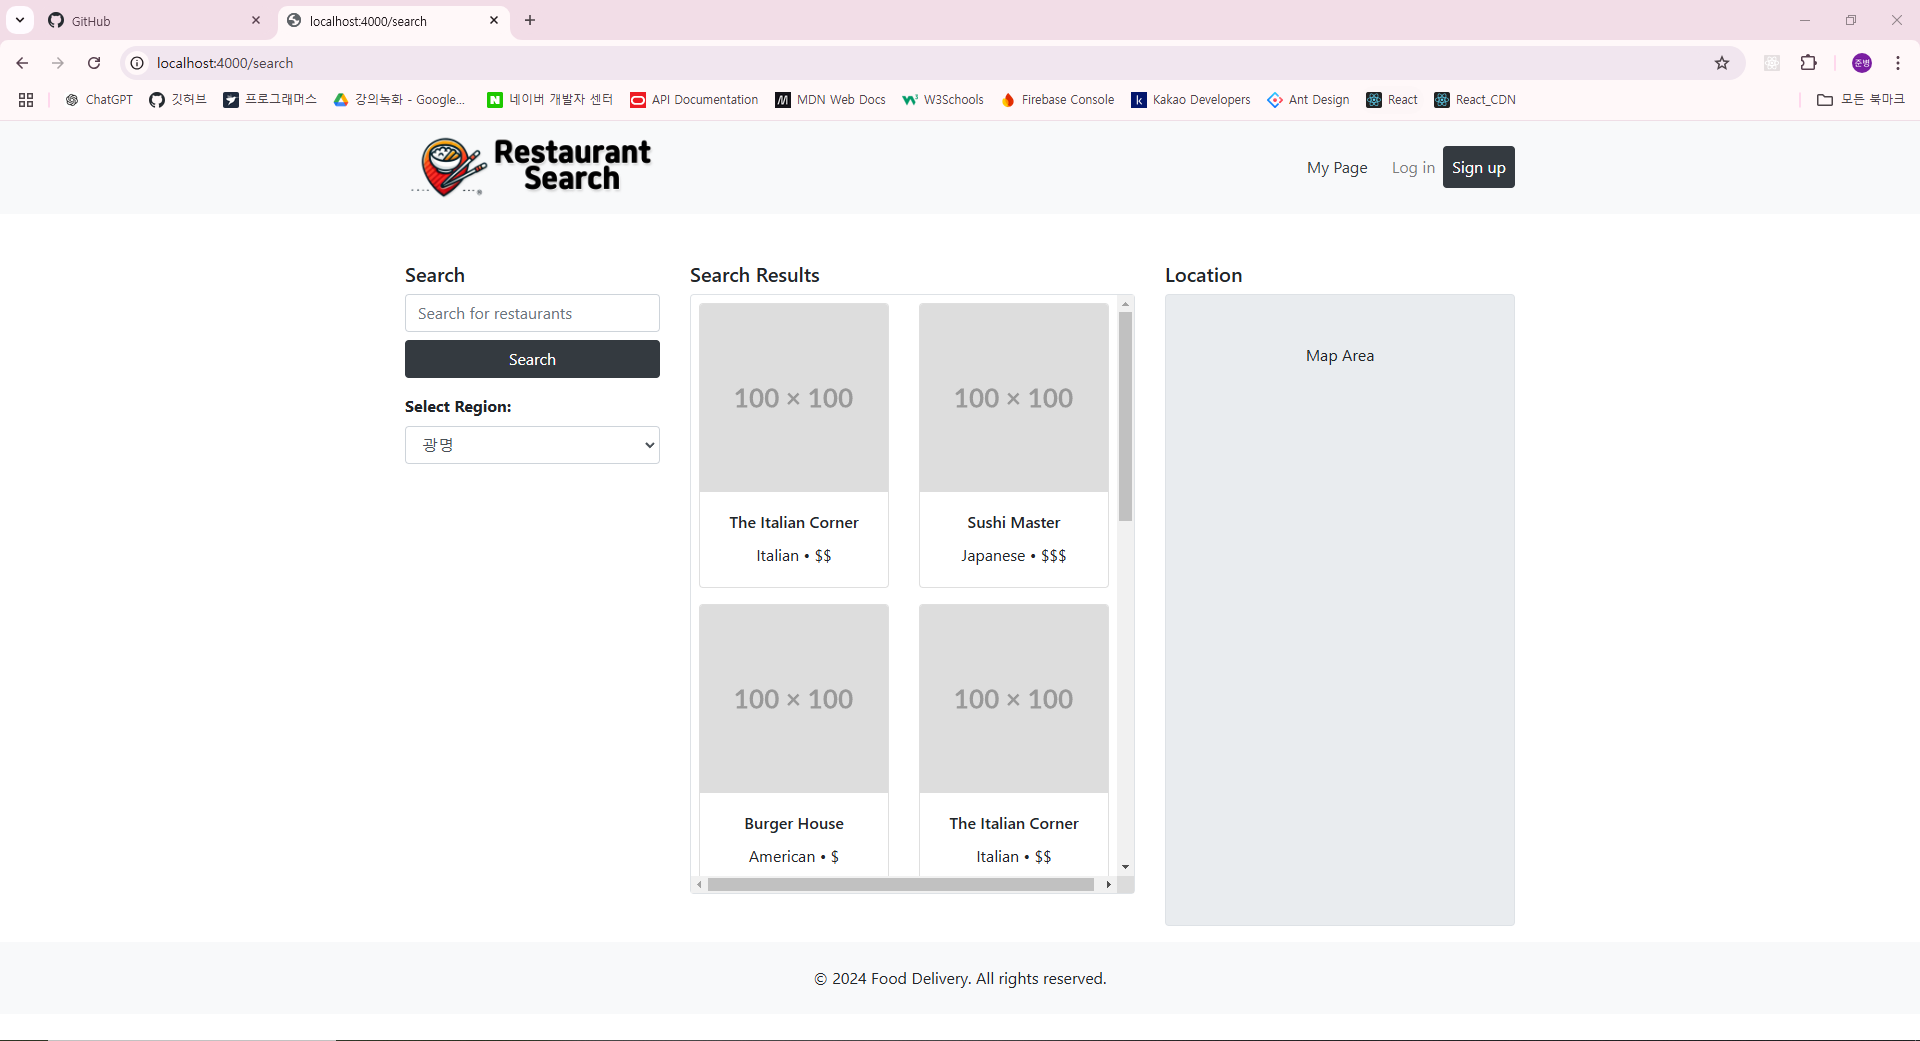 GitHub
localhost:4000/search
localhost:4000/search
준병
ChatGPT
깃허브
프로그래머스
강의녹화 - Google...
네이버 개발자 센터
API Documentation
MDN Web Docs
W3Schools
Firebase Console
Kakao Developers
Ant Design
React
React_CDN
모든 북마크
Restaurant
Search
My Page
Log in
Sign up
Search
Search for restaurants
Search
Select Region:
광명
Search Results
100 × 100
100 × 100
The Italian Corner
Sushi Master
Italian • $$
Japanese • $$$
100 × 100
100 × 100
Burger House
The Italian Corner
American • $
Italian • $$
Location
Map Area
© 2024 Food Delivery. All rights reserved.